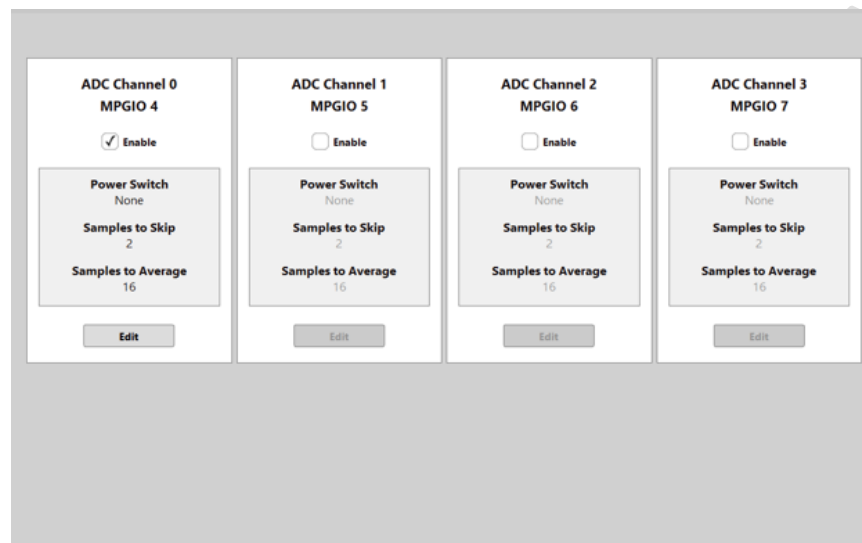 ADC Channel 0
MPGIO 4
Enable
Power Switch
None
Samples to Skip
2
Samples to Average
16
Edit
ADC Channel 1
MPGIO 5
Enable
Power Switch
None
Samples to Skip
2
Samples to Average
16
Edit
ADC Channel 2
MPGIO 6
Enable
Power Switch
None
Samples to Skip
2
Samples to Average
16
Edit
ADC Channel 3
MPGIO 7
Enable
Power Switch
None
Samples to Skip
2
Samples to Average
16
Edit